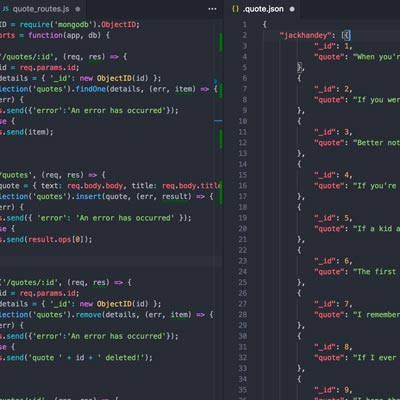 quote_routes.js
ID = require('mongodb').ObjectID;
orts = function(app, db) {
'/quotes/:id', (req, res) => {
id = req.params.id;
details = { '_id': new ObjectID(id) };
lection('quotes').findOne(details, (err, item) => {
err) {
s.send({'error':'An error has occurred'});
se {
s.send(item);
'/quotes', (req, res) => {
quote = { text: req.body.body, title: req.body.title
lection('quotes').insert(quote, (err, result) => {
err) {
s.send({ 'error': 'An error has occurred' });
se {
s.send(result.ops[0]);
('/quotes/:id', (req, res) => {
id = req.params.id;
details = { '_id': new ObjectID(id) };
lection('quotes').remove(details, (err, item) => {
err) {
s.send({'error':'An error has occurred'});
se {
s.send('quote ' + id + ' deleted!');
.quote.json
1 {
2 "jackhandey": [{
3 "_id": 1,
4 "quote": "When you'r
5 },
6 {
7 "_id": 2,
8 "quote": "If you wer
9 },
10 {
11 "_id": 3,
12 "quote": "Better not
13 },
14 {
15 "_id": 4,
16 "quote": "If you're
17 },
18 {
19 "_id": 5,
20 "quote": "If a kid a
21 },
22 {
23 "_id": 6,
24 "quote": "The first
25 },
26 {
27 "_id": 7,
28 "quote": "I remember
29 },
30 {
31 "_id": 8,
32 "quote": "If I ever
33 },
34 {
35 "_id": 9,